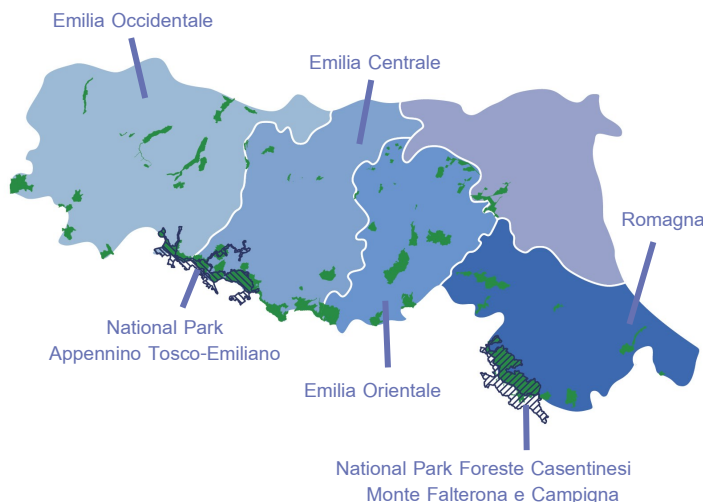 Emilia Occidentale
Emilia Centrale
Romagna
National Park
Appennino Tosco-Emiliano
Emilia Orientale
National Park Foreste Casentinesi
Monte Falterona e Campigna